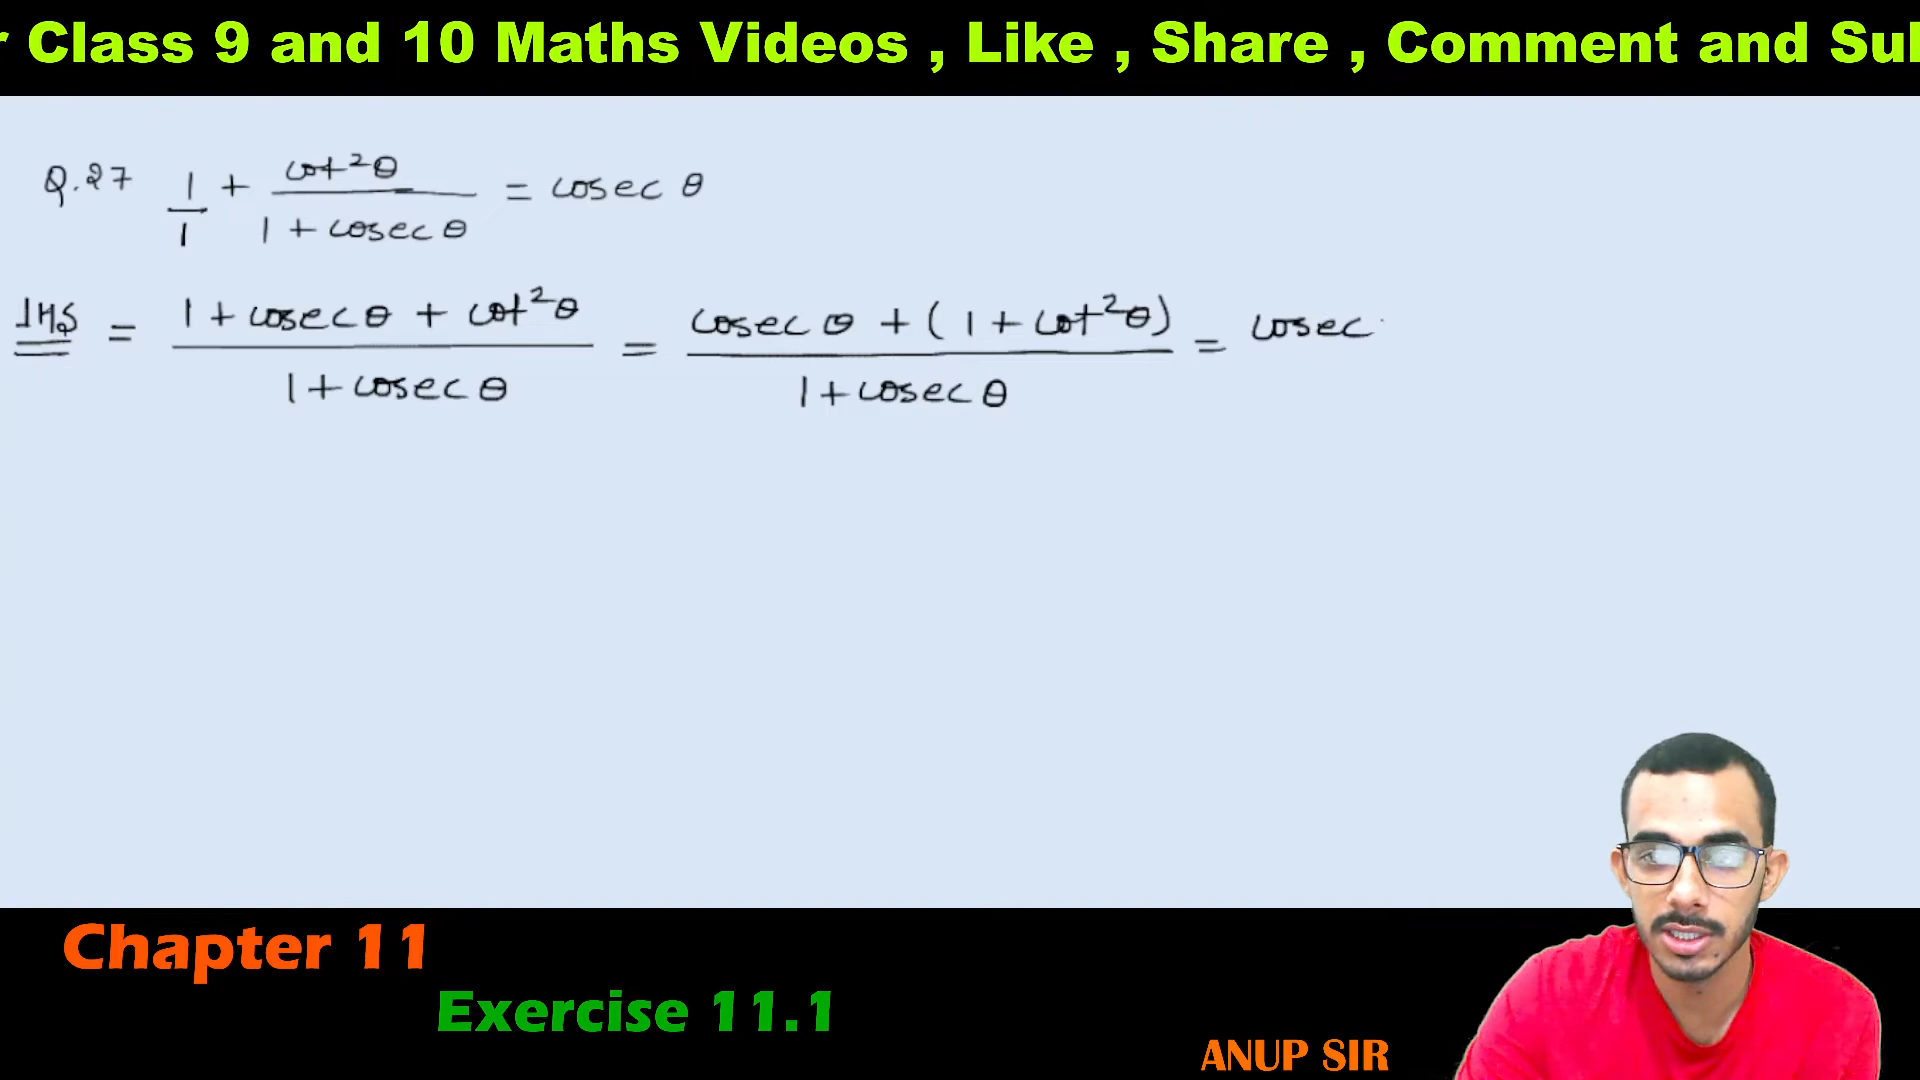 r Class 9 and 10 Maths Videos , Like , Share , Comment and Sul
Q.27 1/1 + cot²θ/(1 + cosec θ) = cosec θ
LHS = (1 + cosec θ + cot²θ)/(1 + cosec θ) = (cosec θ + (1 + cot²θ))/(1 + cosec θ) = cosec
Chapter 11
Exercise 11.1
ANUP SIR